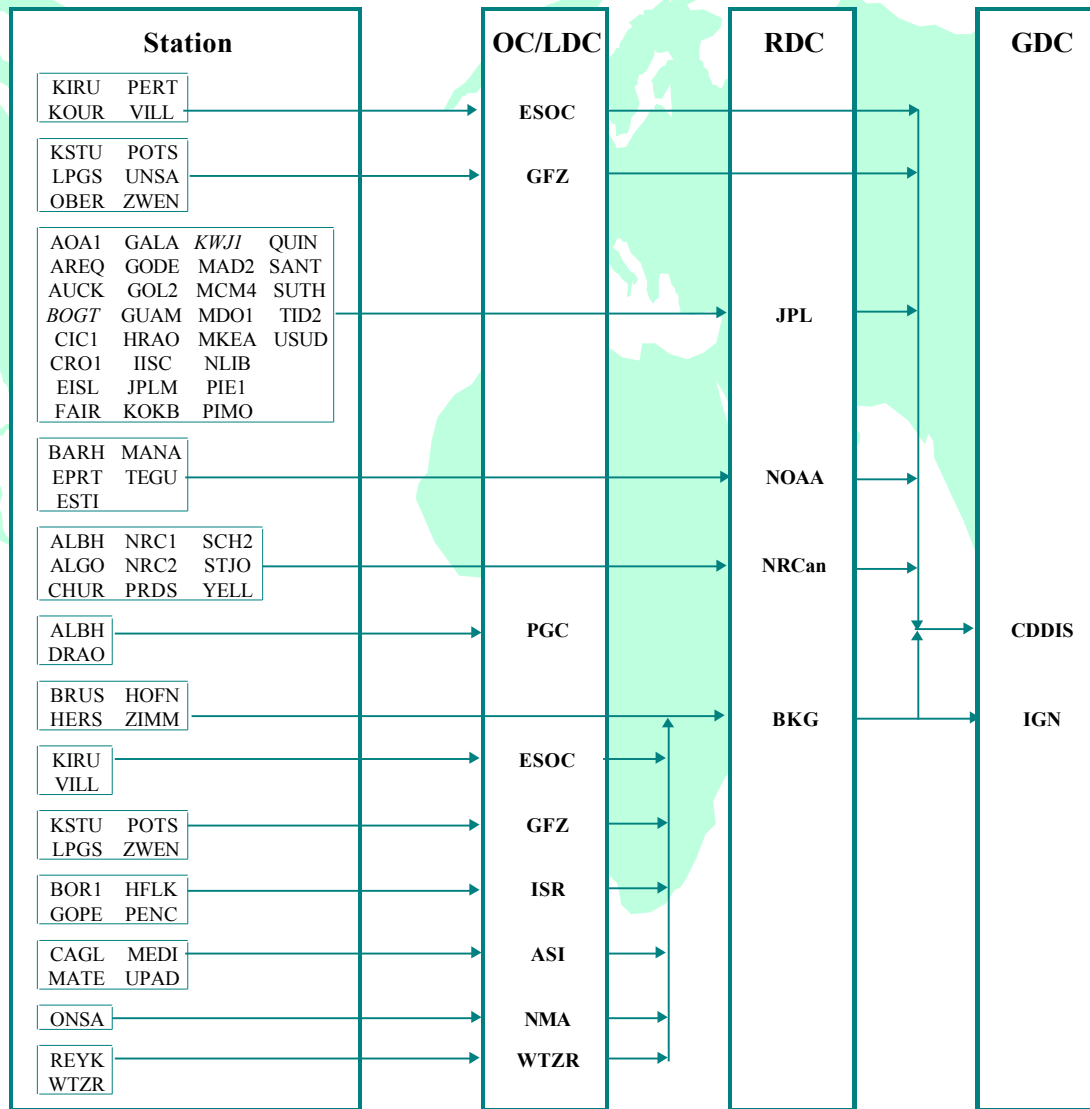 Station OC/LDC RDC GDC
KIRU PERT
KOUR VILL
ESOC
KSTU POTS
LPGS UNSA
OBER ZWEN
GFZ
AOA1 GALA KWJ1 QUIN
AREQ GODE MAD2 SANT
AUCK GOL2 MCM4 SUTH
BOGT GUAM MDO1 TID2
CIC1 HRAO MKEA USUD
CRO1 IISC NLIB
EISL JPLM PIE1
FAIR KOKB PIMO
JPL
BARH MANA
EPRT TEGU
ESTI
NOAA
ALBH NRC1 SCH2
ALGO NRC2 STJO
CHUR PRDS YELL
NRCan
ALBH
DRAO
PGC
CDDIS
BRUS HOFN
HERS ZIMM
BKG
IGN
KIRU
VILL
ESOC
KSTU POTS
LPGS ZWEN
GFZ
BOR1 HFLK
GOPE PENC
ISR
CAGL MEDI
MATE UPAD
ASI
ONSA
NMA
REYK
WTZR
WTZR